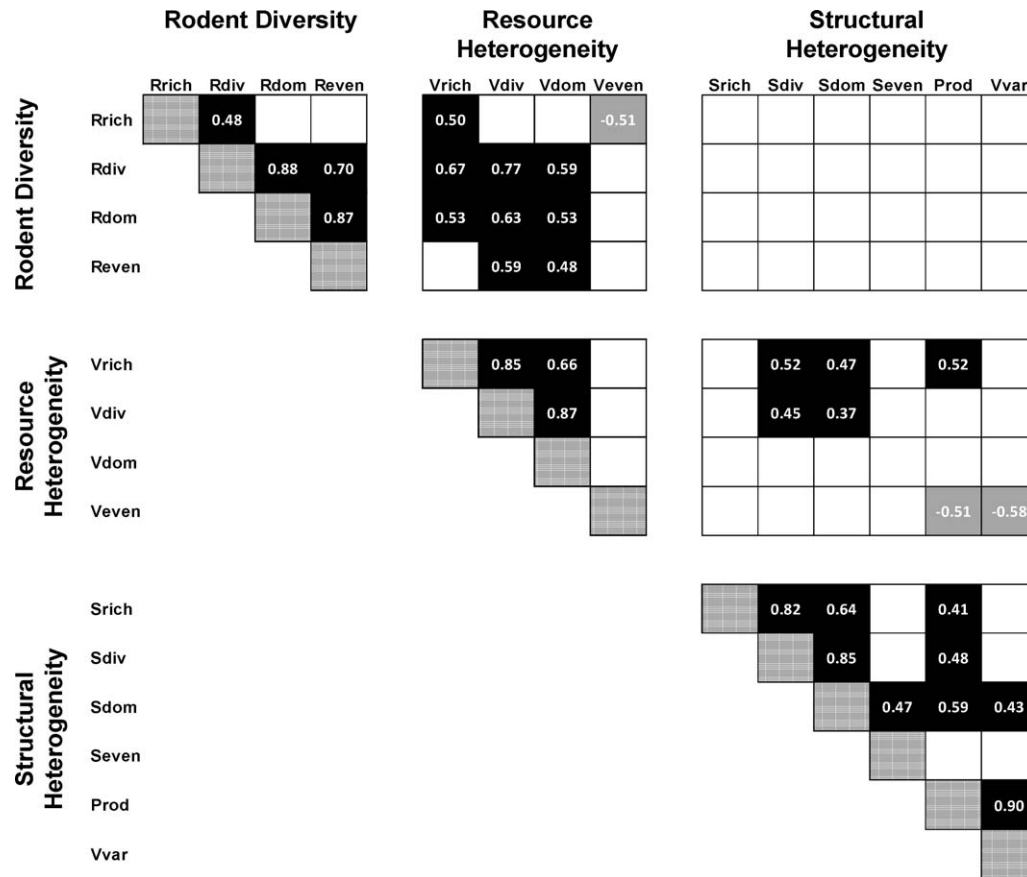 Rodent Diversity
Resource
Heterogeneity
Structural
Heterogeneity
Rrich Rdiv Rdom Reven Vrich Vdiv Vdom Veven Srich Sdiv Sdom Seven Prod Vvar
Rodent Diversity
Rrich 0.48 0.50 -0.51
Rdiv 0.88 0.70 0.67 0.77 0.59
Rdom 0.87 0.53 0.63 0.53
Reven 0.59 0.48
Resource
Heterogeneity
Vrich 0.85 0.66 0.52 0.47 0.52
Vdiv 0.87 0.45 0.37
Vdom
Veven -0.51 -0.58
Structural
Heterogeneity
Srich 0.82 0.64 0.41
Sdiv 0.85 0.48
Sdom 0.47 0.59 0.43
Seven
Prod 0.90
Vvar